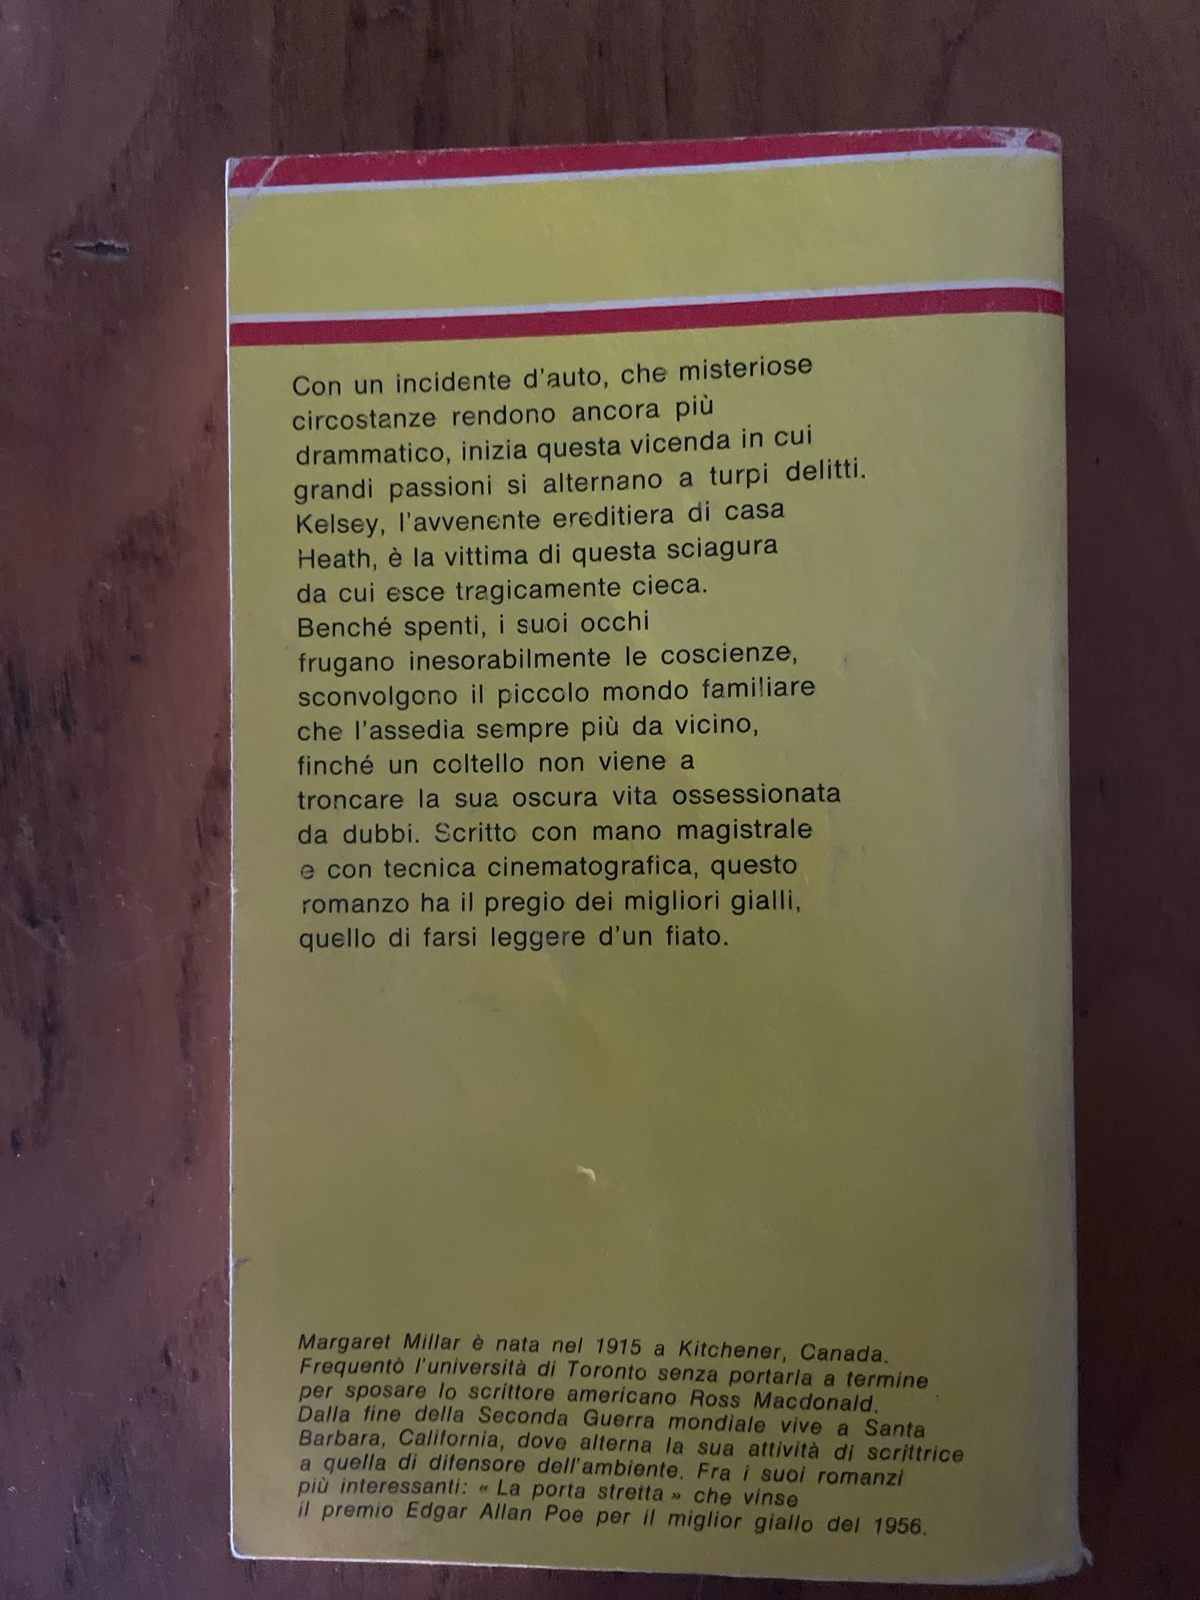 Con un incidente d'auto, che misteriose
circostanze rendono ancora più
drammatico, inizia questa vicenda in cui
grandi passioni si alternano a turpi delitti.
Kelsey, l'avvenente ereditiera di casa
Heath, è la vittima di questa sciagura
da cui esce tragicamente cieca.
Benché spenti, i suoi occhi
frugano inesorabilmente le coscienze,
sconvolgono il piccolo mondo familiare
che l'assedia sempre più da vicino,
finché un coltello non viene a
troncare la sua oscura vita ossessionata
da dubbi. Scritto con mano magistrale
e con tecnica cinematografica, questo
romanzo ha il pregio dei migliori gialli,
quello di farsi leggere d'un fiato.
Margaret Millar è nata nel 1915 a Kitchener, Canada.
Frequentò l'università di Toronto senza portarla a termine
per sposare lo scrittore americano Ross Macdonald.
Dalla fine della Seconda Guerra mondiale vive a Santa
Barbara, California, dove alterna la sua attività di scrittrice
a quella di difensore dell'ambiente. Fra i suoi romanzi
più interessanti: « La porta stretta » che vinse
il premio Edgar Allan Poe per il miglior giallo del 1956.